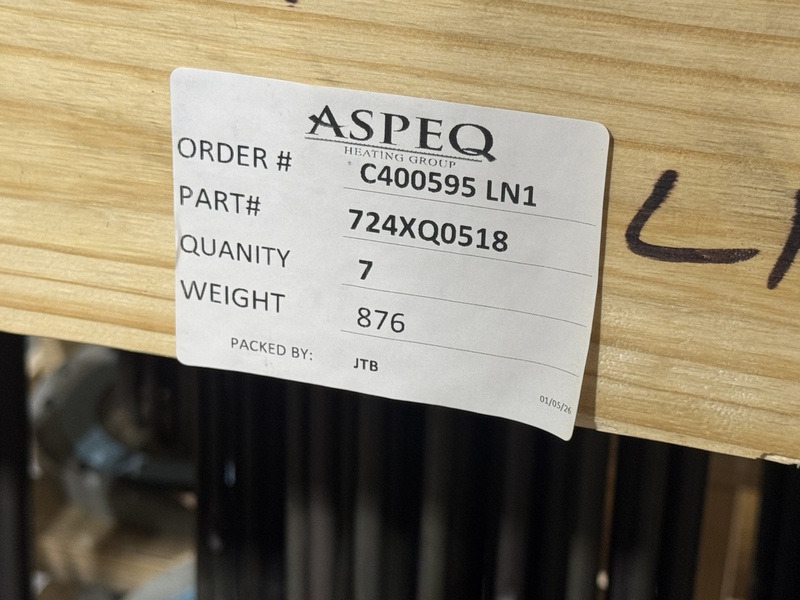 ASPEQ
HEATING GROUP
ORDER # C400595 LN1
PART# 724XQ0518
QUANITY 7
WEIGHT 876
PACKED BY: JTB
01/05/26